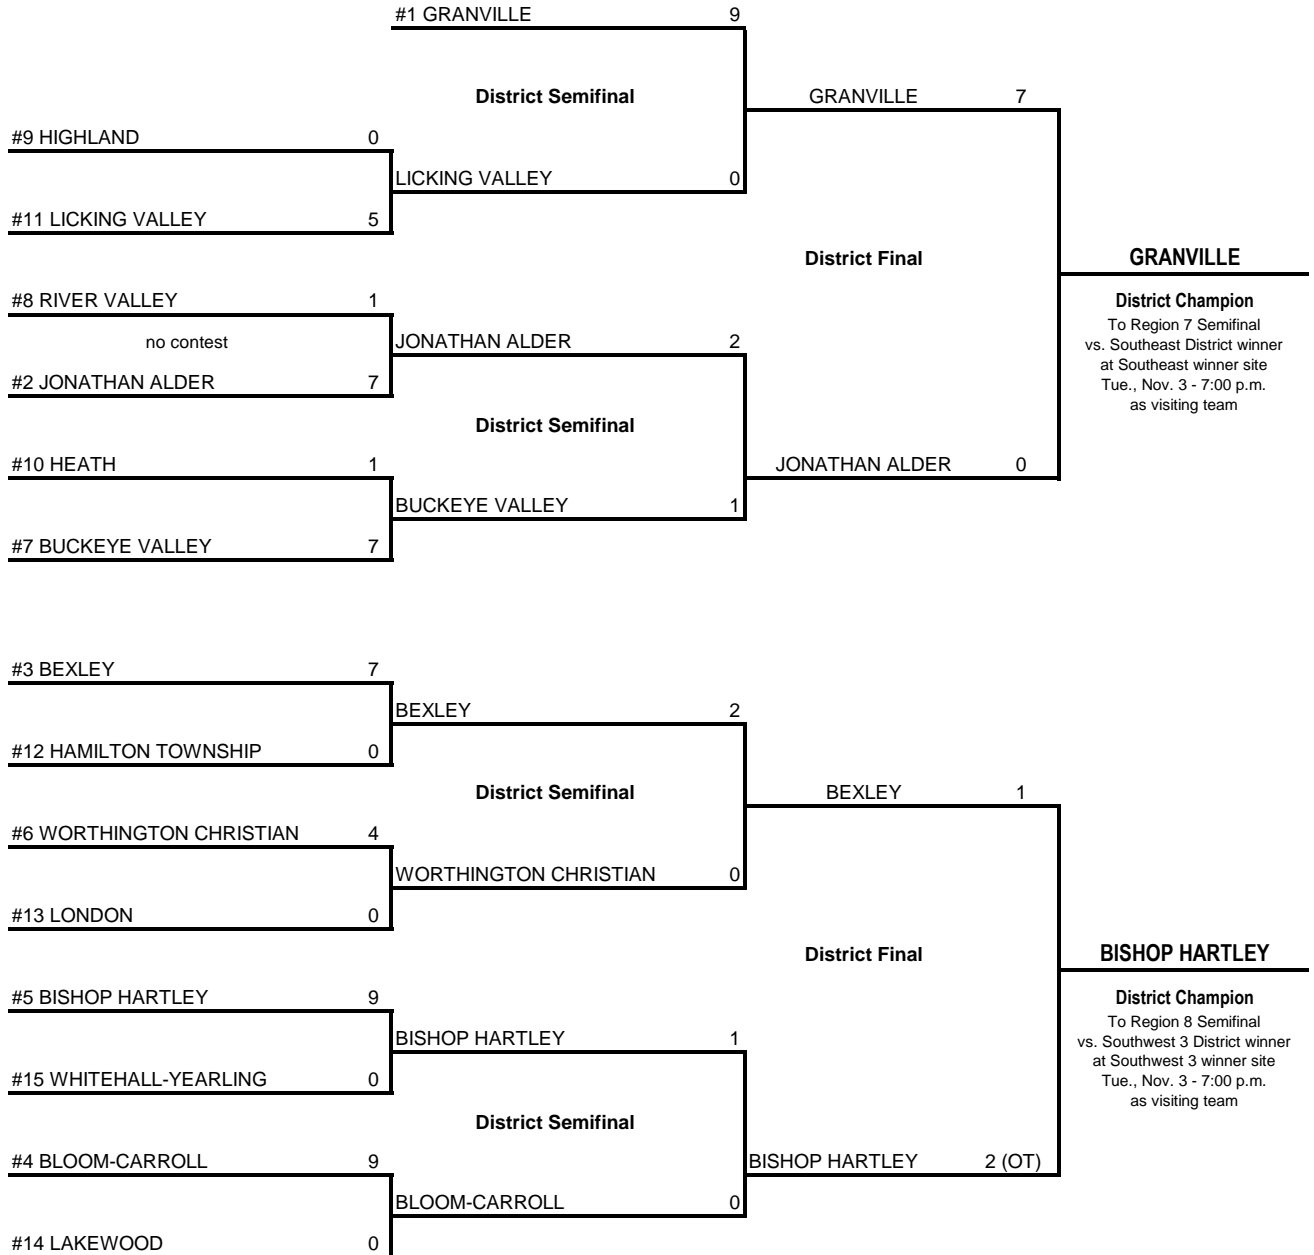 #1 GRANVILLE 9
District Semifinal
GRANVILLE 7
#9 HIGHLAND 0
LICKING VALLEY 0
#11 LICKING VALLEY 5
District Final
GRANVILLE
#8 RIVER VALLEY 1
District Champion
To Region 7 Semifinal
vs. Southeast District winner
at Southeast winner site
Tue., Nov. 3 - 7:00 p.m.
as visiting team
no contest
JONATHAN ALDER 2
#2 JONATHAN ALDER 7
District Semifinal
#10 HEATH 1
JONATHAN ALDER 0
BUCKEYE VALLEY 1
#7 BUCKEYE VALLEY 7
#3 BEXLEY 7
BEXLEY 2
#12 HAMILTON TOWNSHIP 0
District Semifinal
BEXLEY 1
#6 WORTHINGTON CHRISTIAN 4
WORTHINGTON CHRISTIAN 0
#13 LONDON 0
District Final
BISHOP HARTLEY
#5 BISHOP HARTLEY 9
District Champion
To Region 8 Semifinal
vs. Southwest 3 District winner
at Southwest 3 winner site
Tue., Nov. 3 - 7:00 p.m.
as visiting team
BISHOP HARTLEY 1
#15 WHITEHALL-YEARLING 0
District Semifinal
#4 BLOOM-CARROLL 9
BISHOP HARTLEY 2 (OT)
BLOOM-CARROLL 0
#14 LAKEWOOD 0